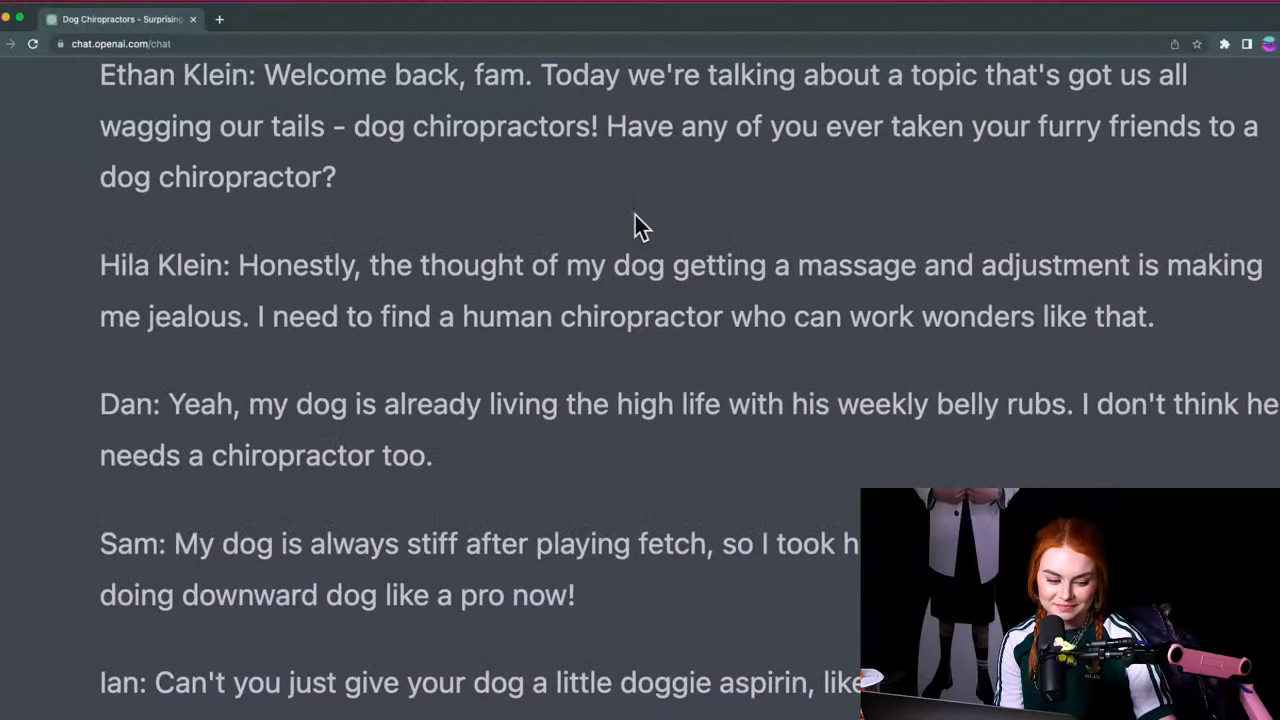 Dog Chiropractors - Surprising
chat.openai.com/chat
Ethan Klein: Welcome back, fam. Today we're talking about a topic that's got us all
wagging our tails - dog chiropractors! Have any of you ever taken your furry friends to a
dog chiropractor?
Hila Klein: Honestly, the thought of my dog getting a massage and adjustment is making
me jealous. I need to find a human chiropractor who can work wonders like that.
Dan: Yeah, my dog is already living the high life with his weekly belly rubs. I don't think he
needs a chiropractor too.
Sam: My dog is always stiff after playing fetch, so I took h
doing downward dog like a pro now!
Ian: Can't you just give your dog a little doggie aspirin, like